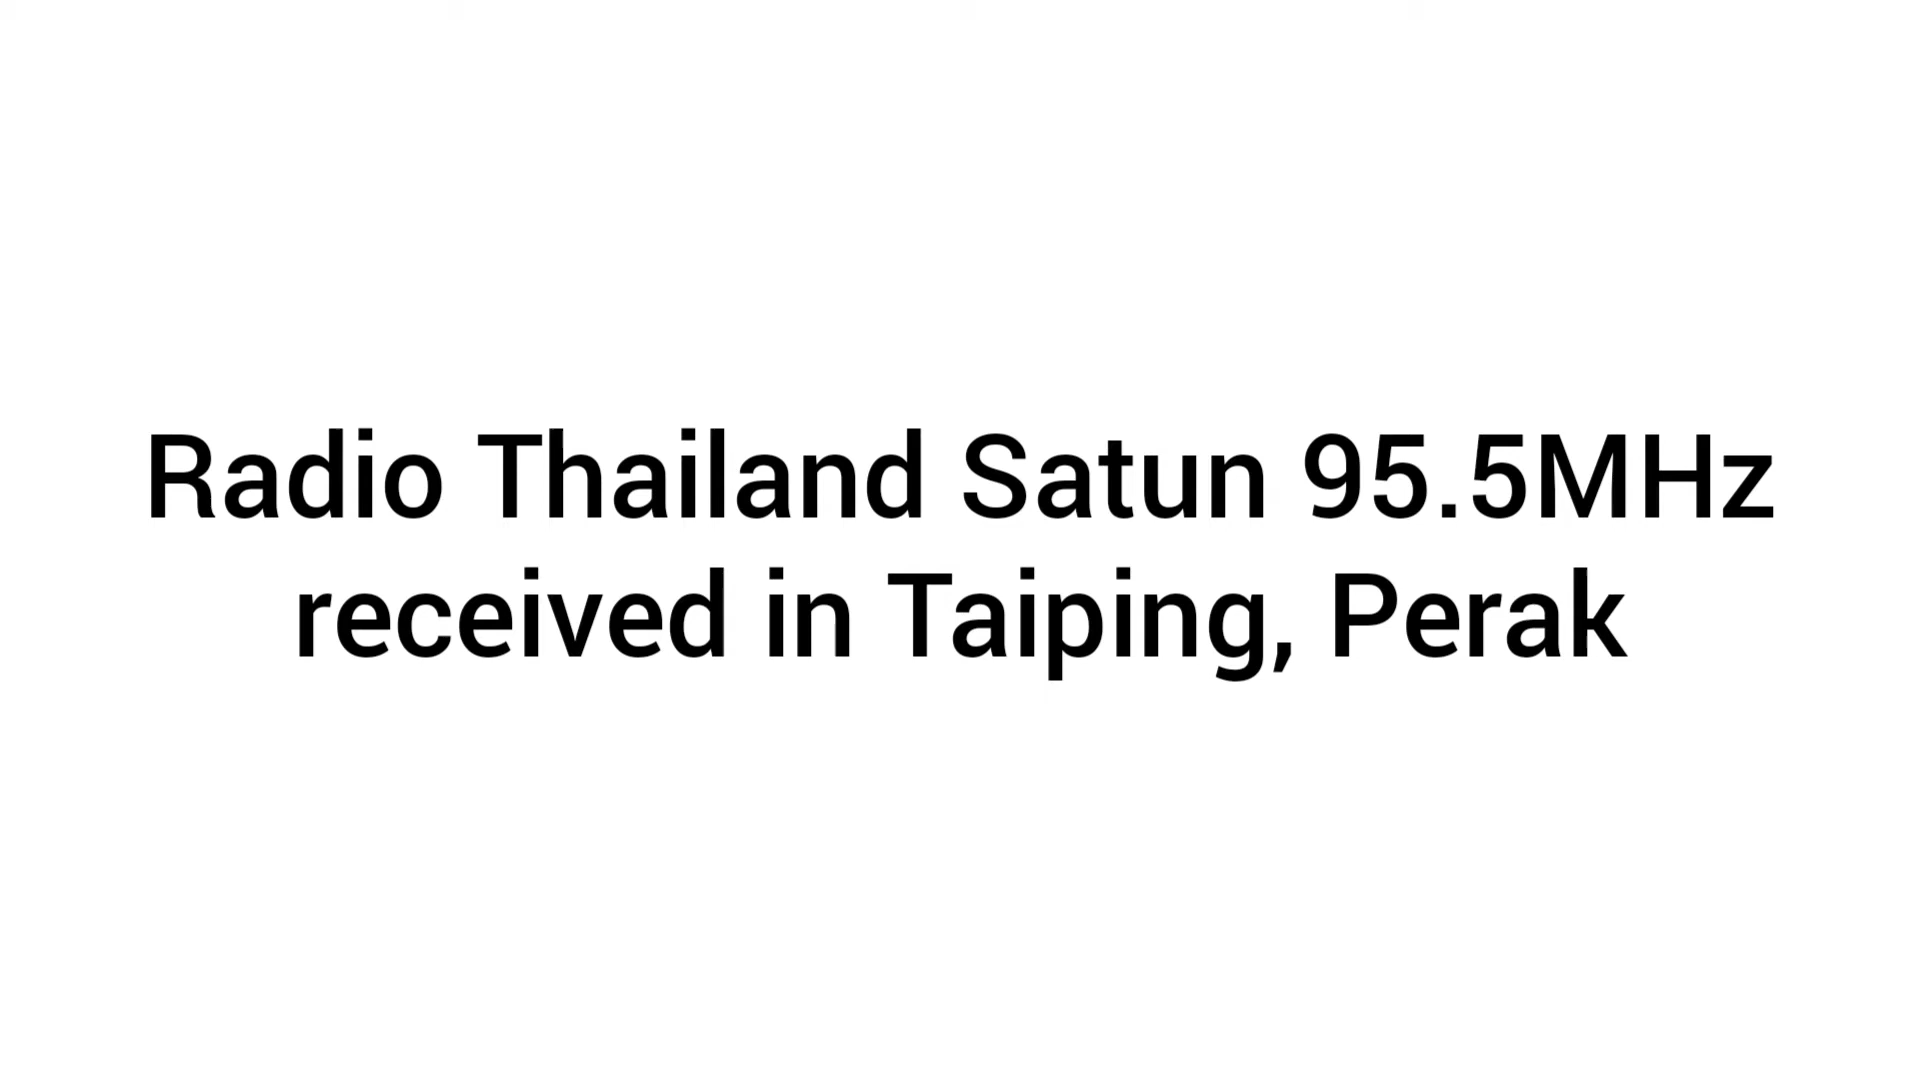 Radio Thailand Satun 95.5MHz
received in Taiping, Perak